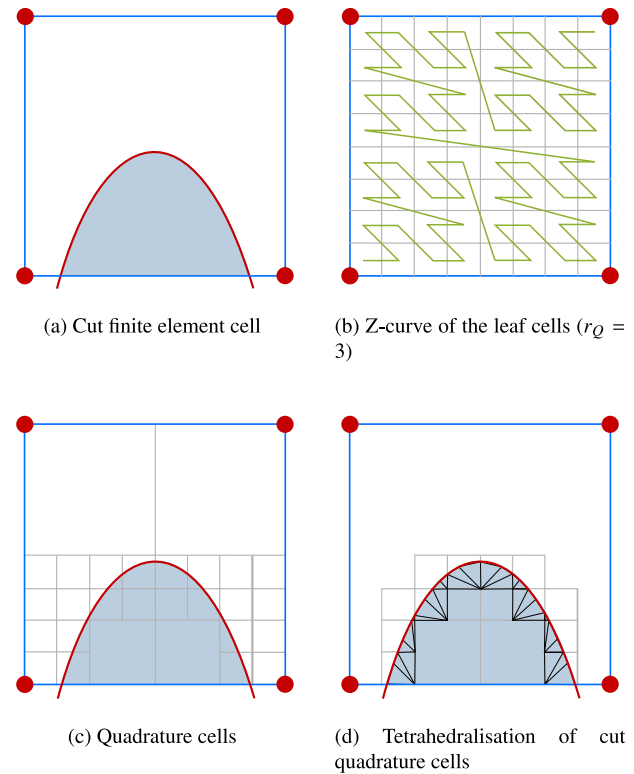 (a) Cut finite element cell
(b) Z-curve of the leaf cells (r_Q =
3)
(c) Quadrature cells
(d) Tetrahedralisation of cut
quadrature cells